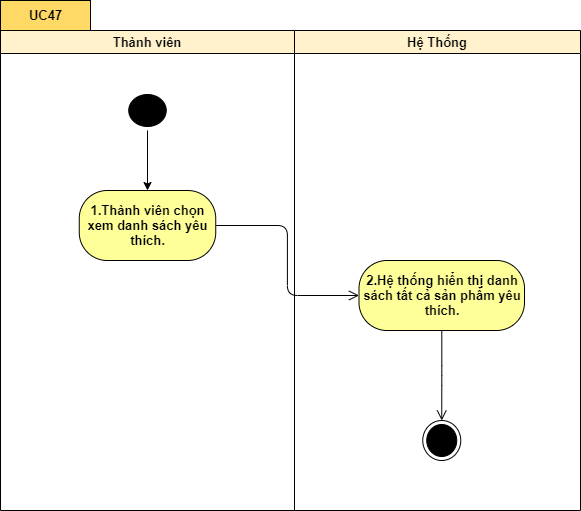 UC47
Thành viên
Hệ Thống
1.Thành viên chọn
xem danh sách yêu
thích.
2.Hệ thống hiển thị danh
sách tất cả sản phẩm yêu
thích.